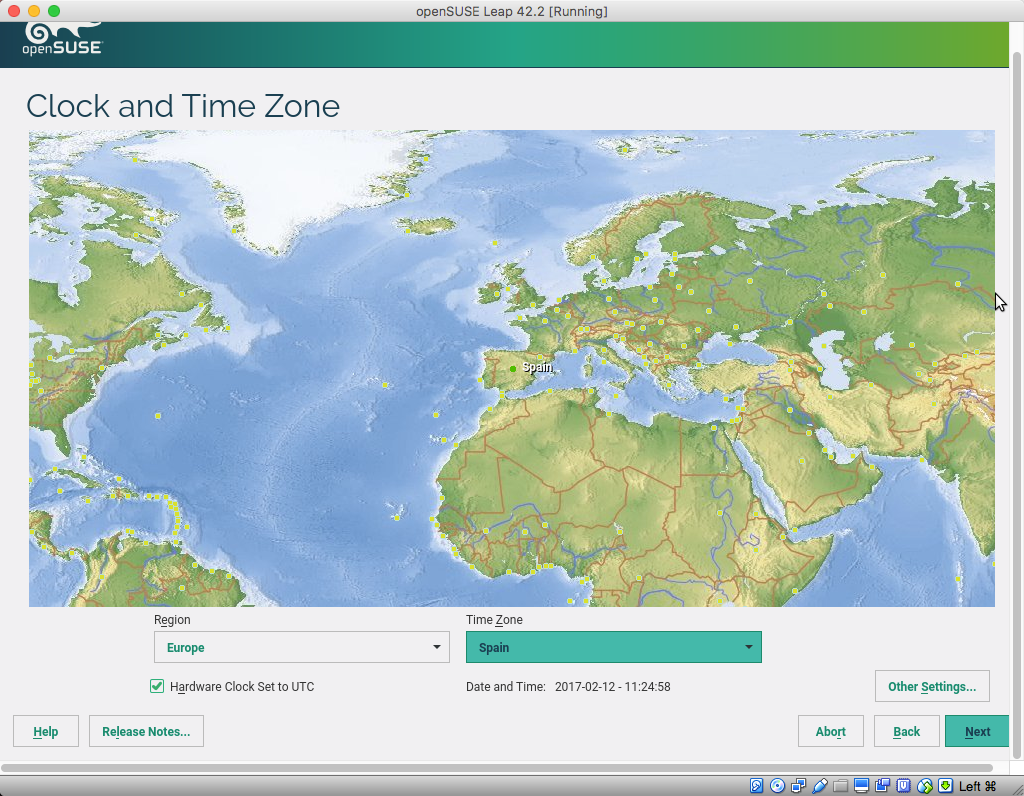 openSUSE Leap 42.2 [Running]
openSUSE
Clock and Time Zone
Spain
Region
Time Zone
Europe
Spain
Hardware Clock Set to UTC
Date and Time: 2017-02-12 - 11:24:58
Other Settings...
Help
Release Notes...
Abort
Back
Next
Left ⌘